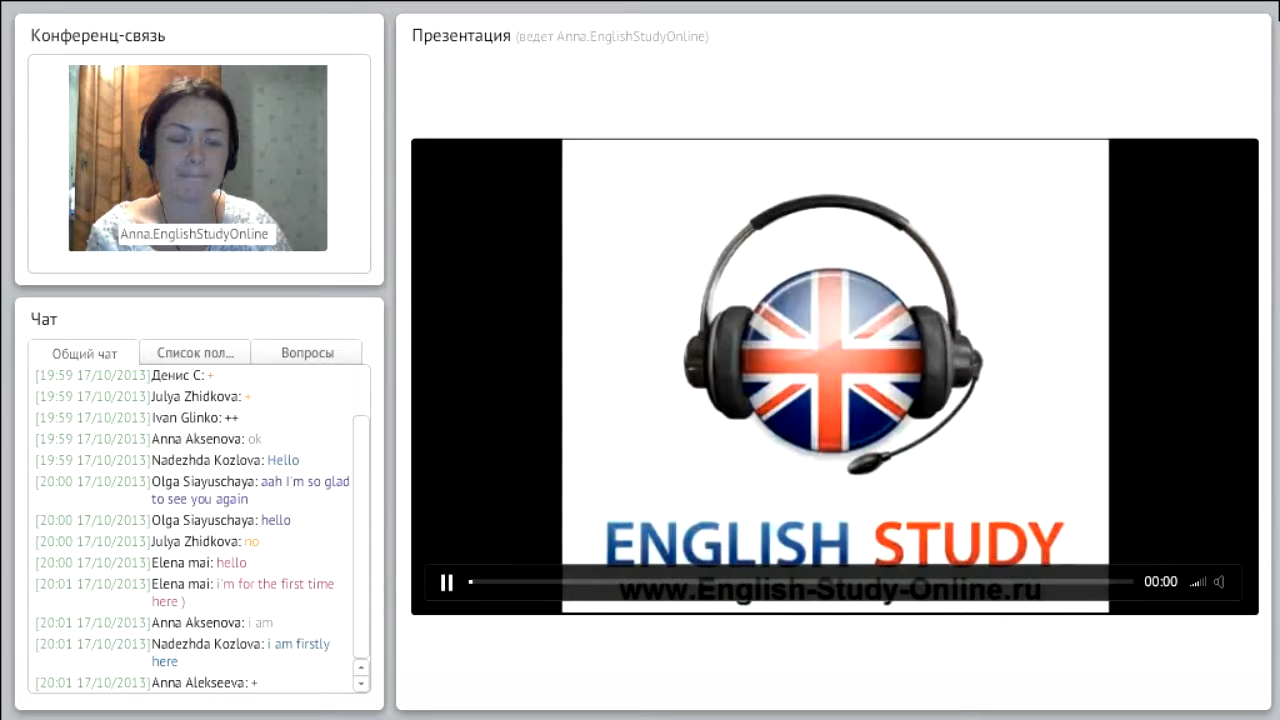 Конференц-связь
Anna.EnglishStudyOnline
Чат
Общий чат
Список пол...
Вопросы
[19:59 17/10/2013] Денис С: +
[19:59 17/10/2013] Julya Zhidkova: +
[19:59 17/10/2013] Ivan Glinko: ++
[19:59 17/10/2013] Anna Aksenova: ok
[19:59 17/10/2013] Nadezhda Kozlova: Hello
[20:00 17/10/2013] Olga Siayuschaya: aah I'm so glad
to see you again
[20:00 17/10/2013] Olga Siayuschaya: hello
[20:00 17/10/2013] Julya Zhidkova: no
[20:00 17/10/2013] Elena mai: hello
[20:01 17/10/2013] Elena mai: i'm for the first time
here )
[20:01 17/10/2013] Anna Aksenova: i am
[20:01 17/10/2013] Nadezhda Kozlova: i am firstly
here
[20:01 17/10/2013] Anna Alekseeva: +
Презентация (ведет Anna.EnglishStudyOnline)
ENGLISH STUDY
www.English-Study-Online.ru
00:00